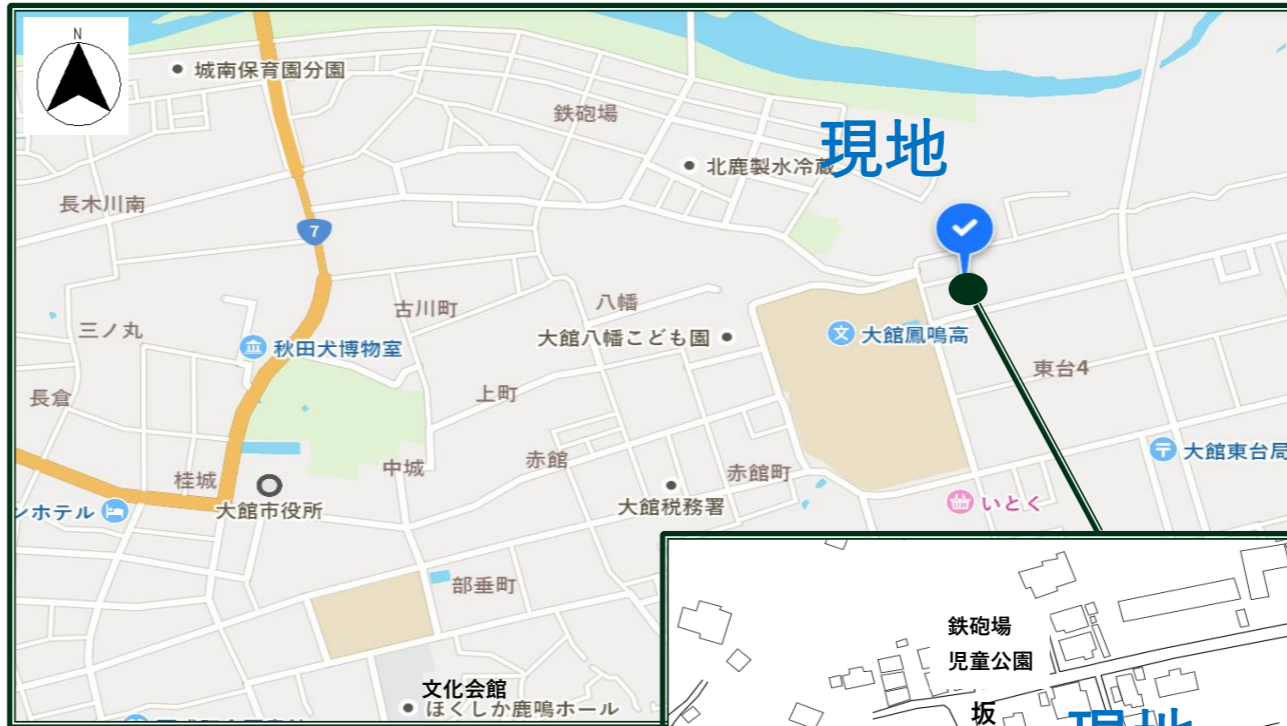 N
城南保育園分園
鉄砲場
現地
北鹿製水冷蔵
長木川南
7
古川町
八幡
三ノ丸
大館八幡こども園
文 大館鳳鳴高
秋田犬博物室
東台4
長倉
上町
大館東台局
赤館
中城
赤館町
桂城
大館市役所
大館税務署
いとく
ンホテル
部垂町
文化会館
ほくしか鹿鳴ホール
鉄砲場
児童公園
坂
現地